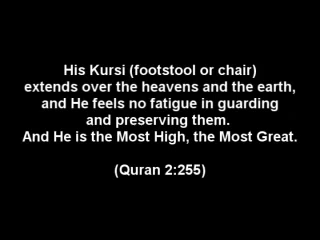 His Kursi (footstool or chair)
extends over the heavens and the earth,
and He feels no fatigue in guarding
and preserving them.
And He is the Most High, the Most Great.
(Quran 2:255)